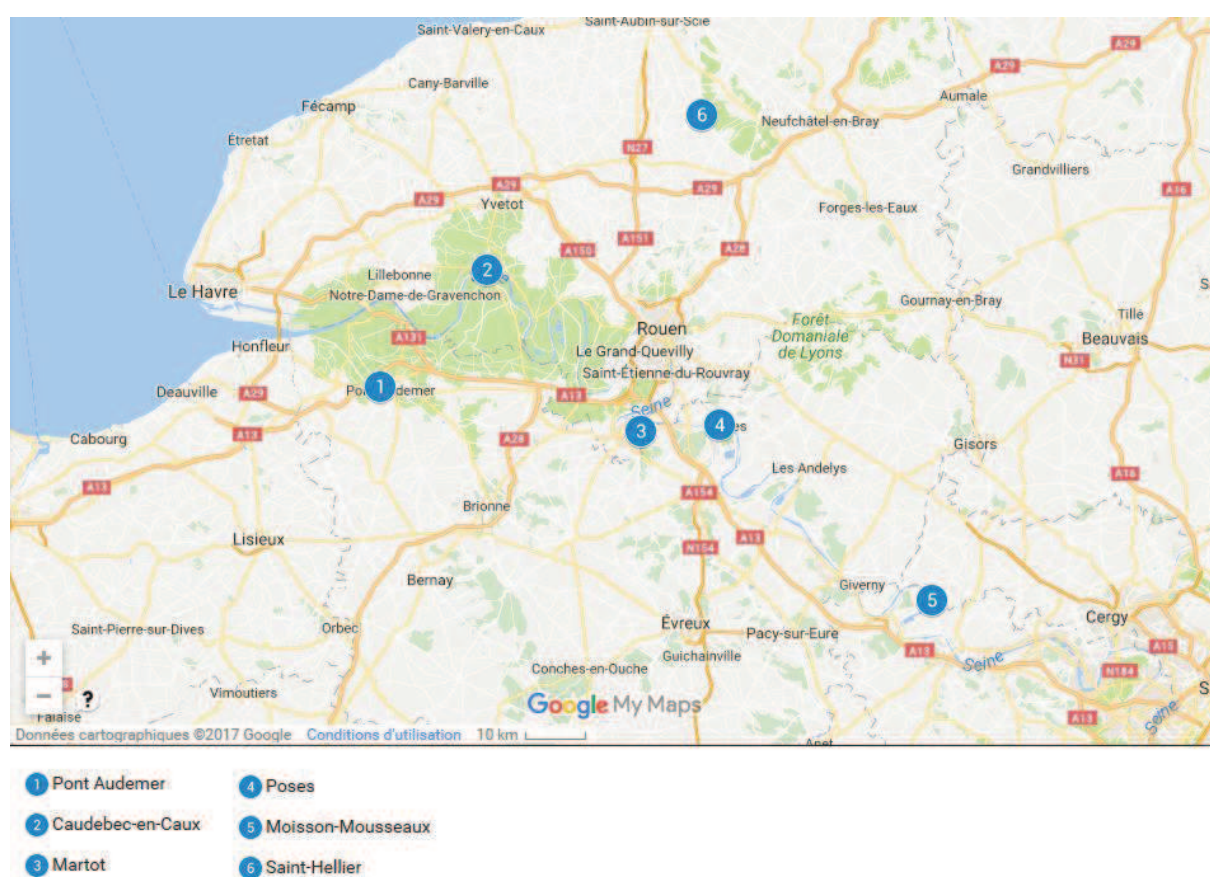 Saint-Aubin-sur-Scie
Saint-Valery-en-Caux
A29
A29
Cany-Barville
Aumale
Fécamp
6
Neufchâtel-en-Bray
Étretat
N27
Grandvilliers
A29
A29
A29
A16
Yvetot
Forges-les-Eaux
A150
A151
A28
Lillebonne
2
Le Havre
Notre-Dame-de-Gravenchon
Gournay-en-Bray
Tillé
Rouen
Forêt
Domaniale
de Lyons
A131
Beauvais
Honfleur
Le Grand-Quevilly
N31
Saint-Étienne-du-Rouvray
1
Deauville
A29
A13
Seine
4
3
Cabourg
A13
A28
Gisors
Les Andelys
A16
A13
A154
Brionne
Lisieux
A13
N154
Bernay
Giverny
5
Évreux
Cergy
Saint-Pierre-sur-Dives
Orbec
Pacy-sur-Eure
A13
A15
Guichainville
Seine
Conches-en-Ouche
N184
Vimoutiers
+
−
?
Google My Maps
A13
Seine
Falaise
Données cartographiques ©2017 Google Conditions d'utilisation 10 km
1 Pont Audemer
2 Caudebec-en-Caux
3 Martot
4 Poses
5 Moisson-Mousseaux
6 Saint-Hellier